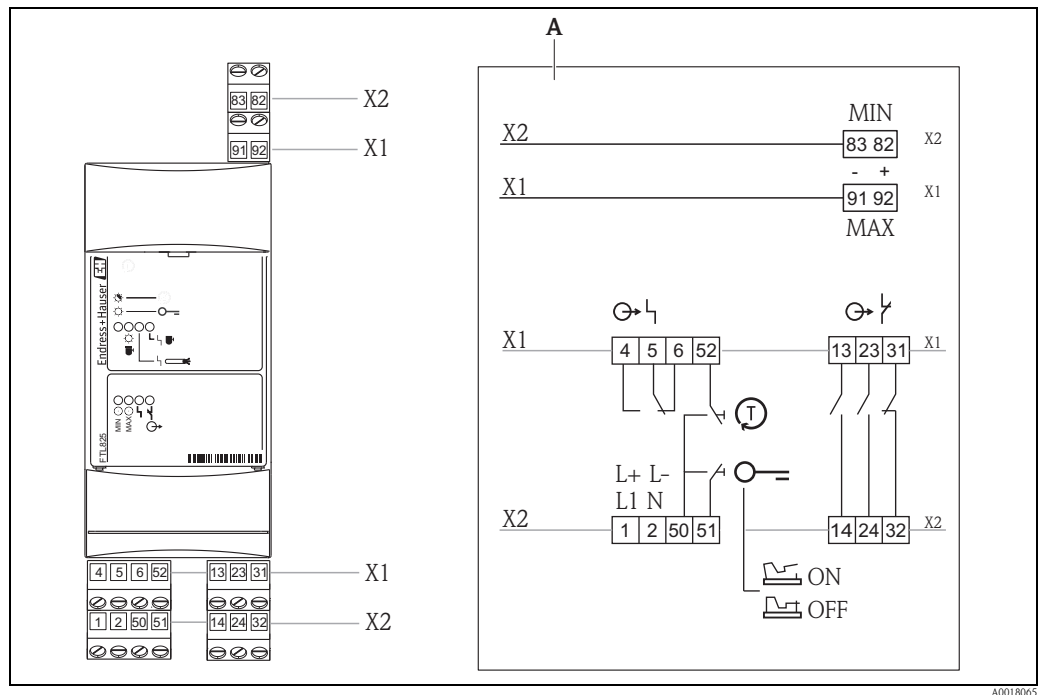 83 82
X2
91 92
X1
Endress+Hauser
EH
MIN
MAX
FTL825
4 5 6 52
13 23 31
X1
1 2 50 51
14 24 32
X2
A
MIN
X2
83 82
X2
- +
X1
91 92
X1
MAX
X1
4 5 6 52
13 23 31
X1
T
L+ L-
L1 N
X2
1 2 50 51
14 24 32
X2
ON
OFF
A0018065